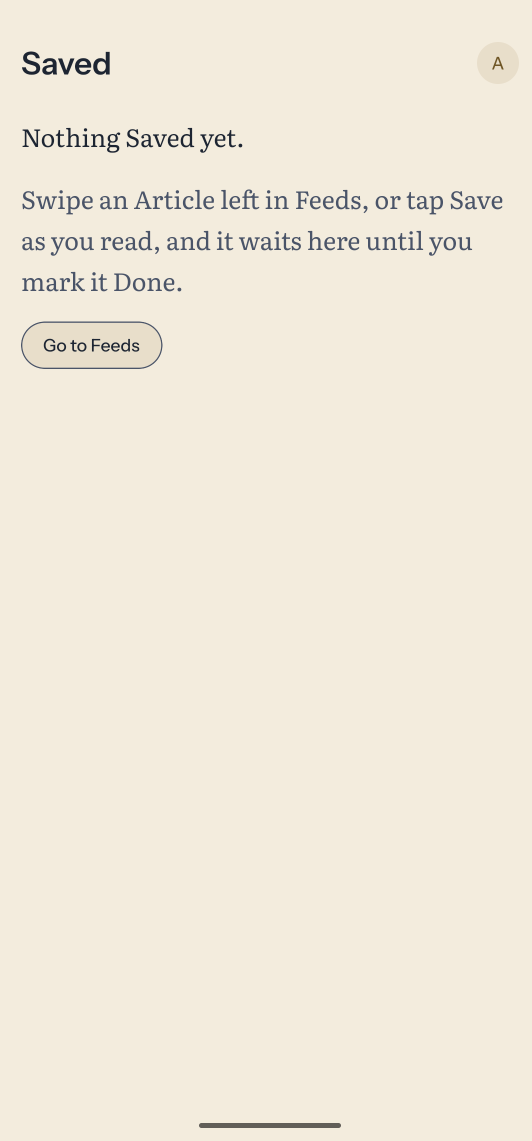 Saved
A
Nothing Saved yet.
Swipe an Article left in Feeds, or tap Save
as you read, and it waits here until you
mark it Done.
Go to Feeds